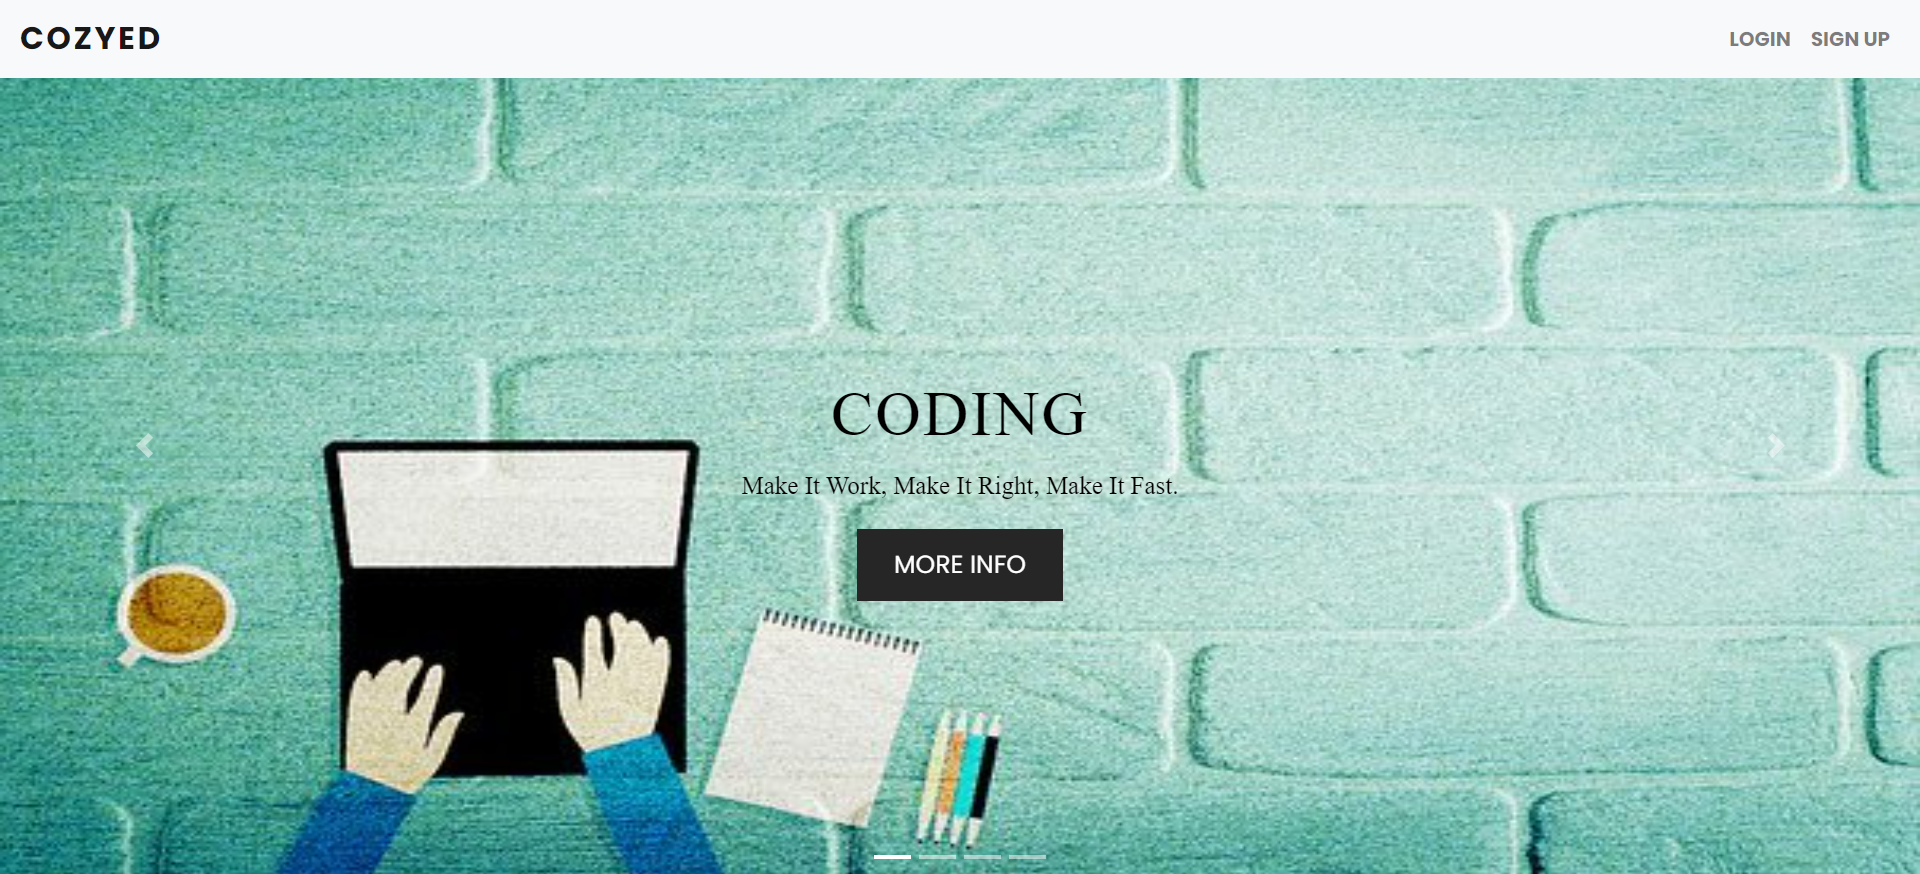 COZYED
LOGIN SIGN UP
CODING
Make It Work, Make It Right, Make It Fast.
MORE INFO